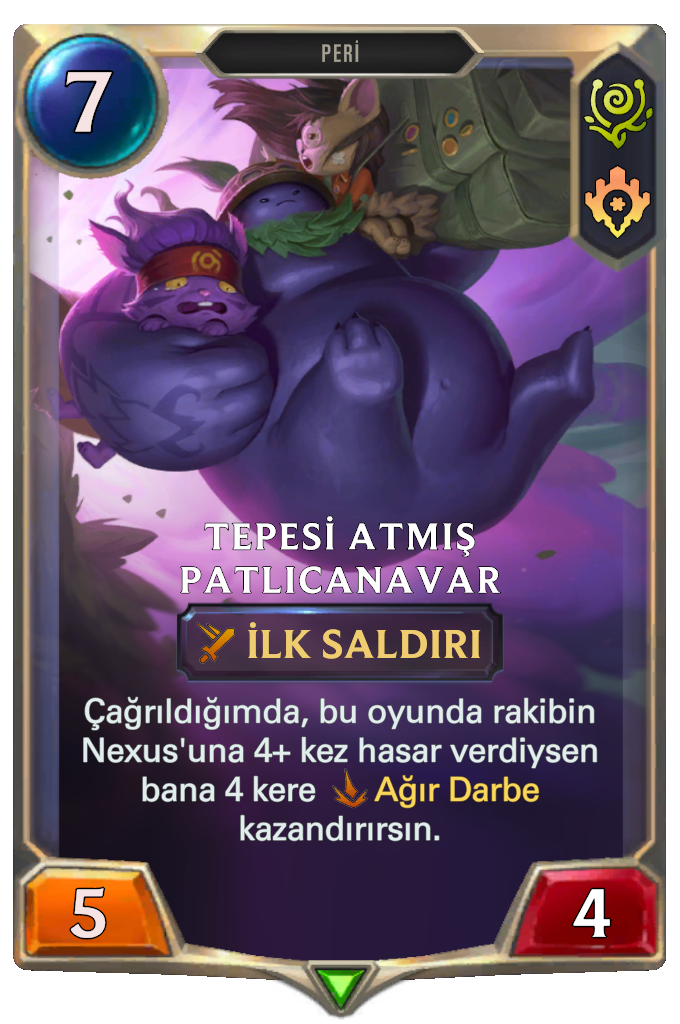 7
PERİ
TEPESİ ATMIŞ
PATLICANAVAR
İLK SALDIRI
Çağrıldığımda, bu oyunda rakibin
Nexus'una 4+ kez hasar verdiysen
bana 4 kere Ağır Darbe
kazandırırsın.
5
4